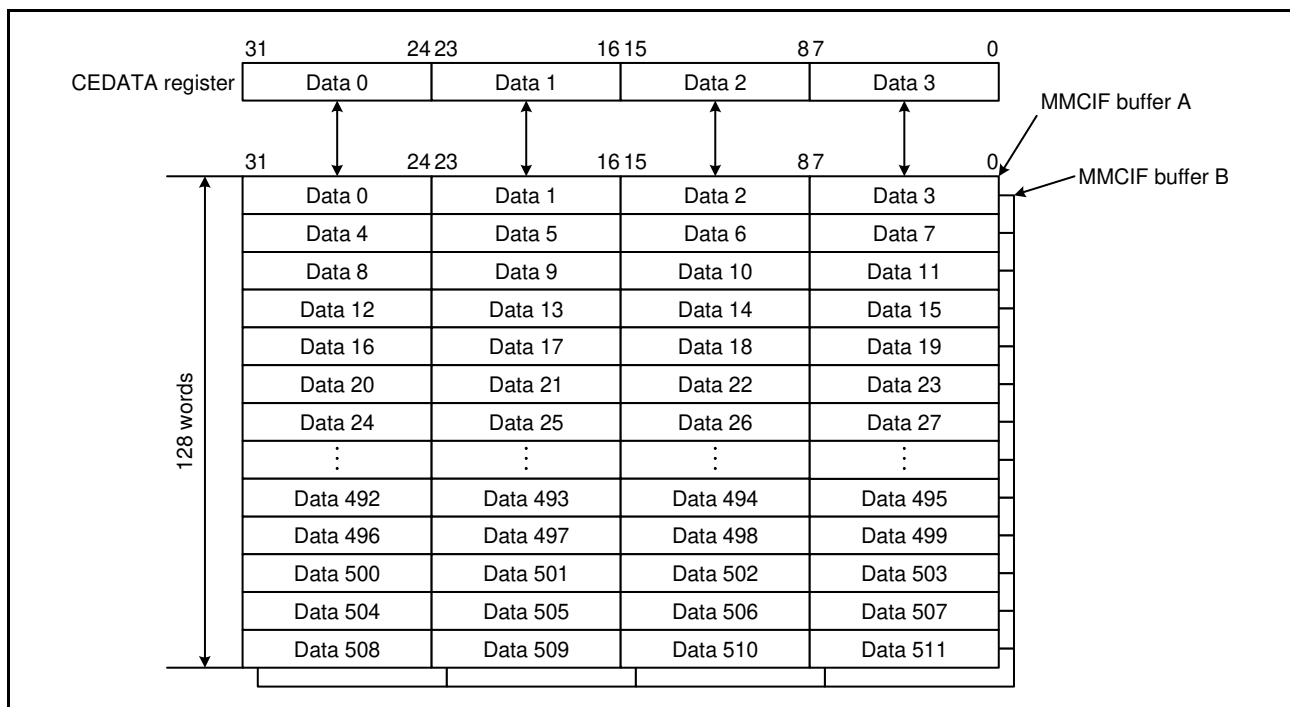 31 24 23 16 15 8 7 0
CEDATA register Data 0 Data 1 Data 2 Data 3
MMCIF buffer A
31 24 23 16 15 8 7 0
MMCIF buffer B
Data 0 Data 1 Data 2 Data 3
Data 4 Data 5 Data 6 Data 7
Data 8 Data 9 Data 10 Data 11
Data 12 Data 13 Data 14 Data 15
Data 16 Data 17 Data 18 Data 19
Data 20 Data 21 Data 22 Data 23
Data 24 Data 25 Data 26 Data 27
⋮ ⋮ ⋮ ⋮
128 words
Data 492 Data 493 Data 494 Data 495
Data 496 Data 497 Data 498 Data 499
Data 500 Data 501 Data 502 Data 503
Data 504 Data 505 Data 506 Data 507
Data 508 Data 509 Data 510 Data 511